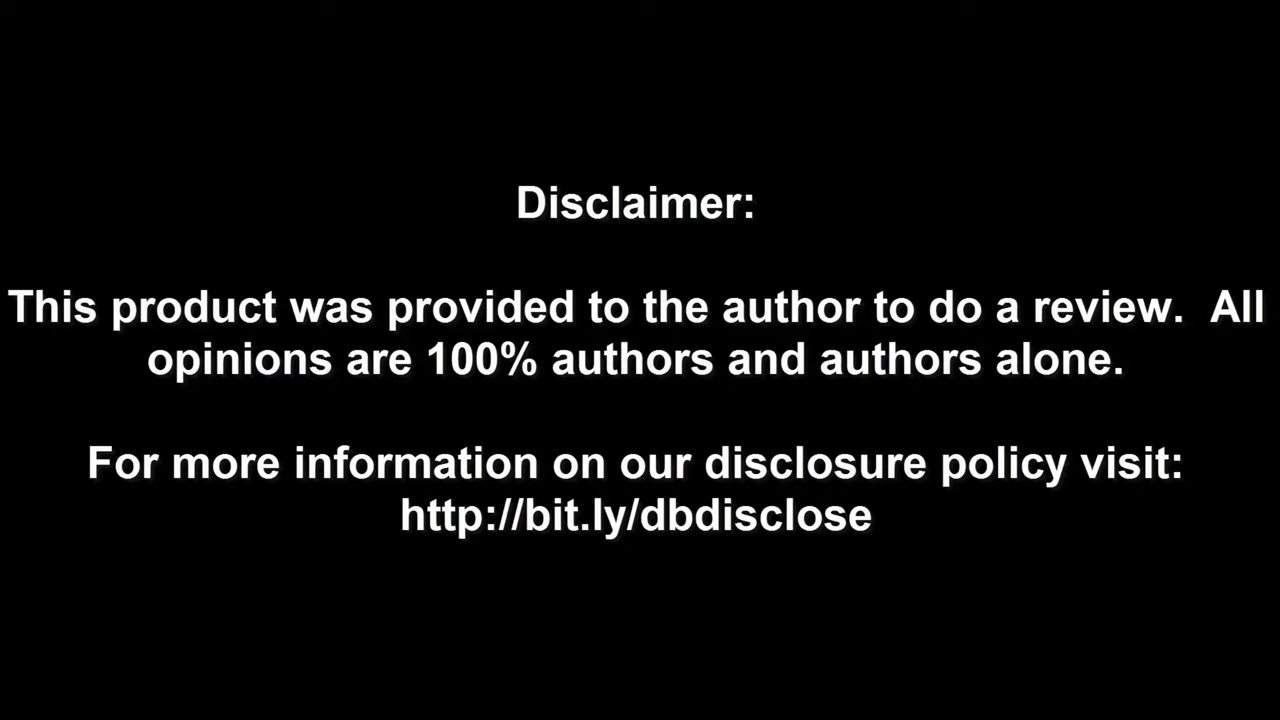 Disclaimer:
This product was provided to the author to do a review.  All
opinions are 100% authors and authors alone.
For more information on our disclosure policy visit:
http://bit.ly/dbdisclose